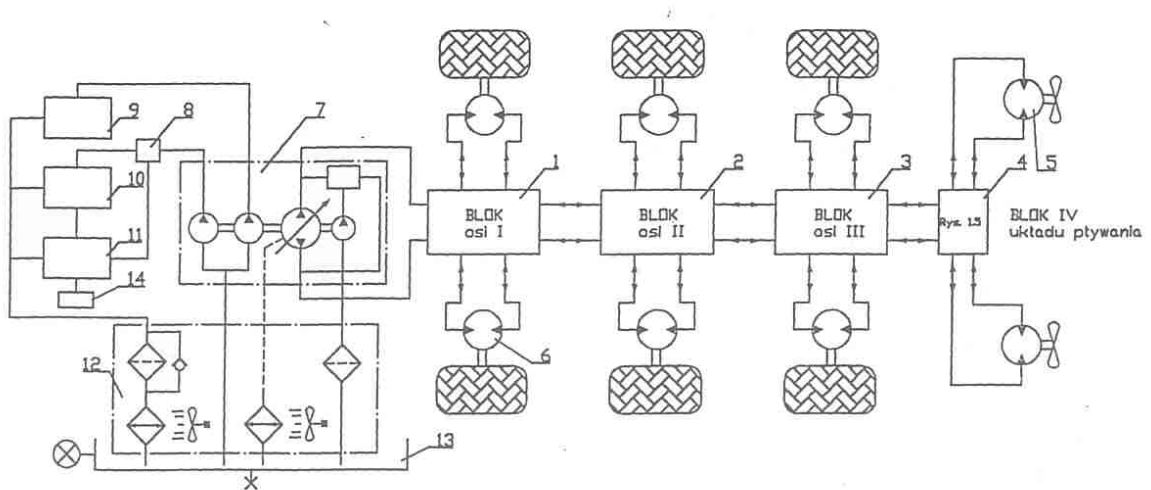 9
8
7
10
11
14
12
13
1
2
3
4
5
6
BLOK
osi I
BLOK
osi II
BLOK
osi III
Rys. 1.5
BLOK IV
układu pływania